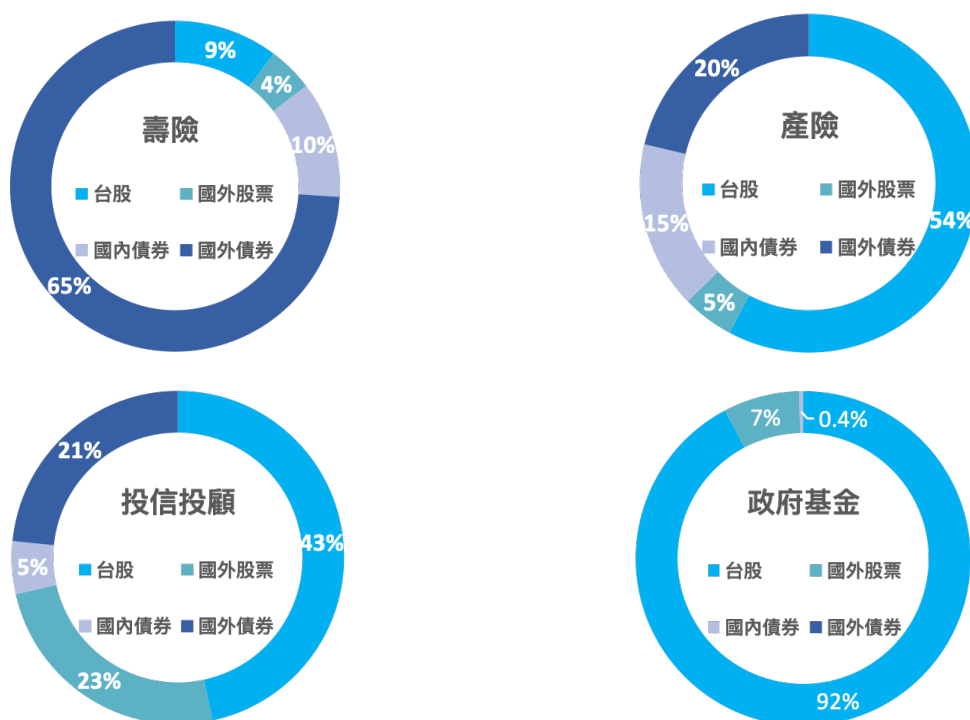 9%
4%
10%
65%
壽險
台股 國外股票
國內債券 國外債券
20%
54%
15%
5%
產險
台股 國外股票
國內債券 國外債券
21%
43%
5%
23%
投信投顧
台股 國外股票
國內債券 國外債券
7%
0.4%
92%
政府基金
台股 國外股票
國內債券 國外債券